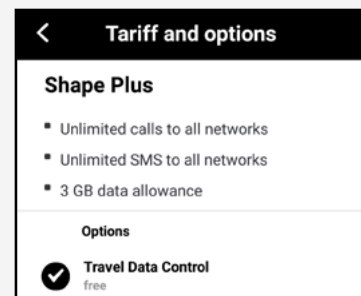 Tariff and options
Shape Plus
▪ Unlimited calls to all networks
▪ Unlimited SMS to all networks
▪ 3 GB data allowance
Options
Travel Data Control
free